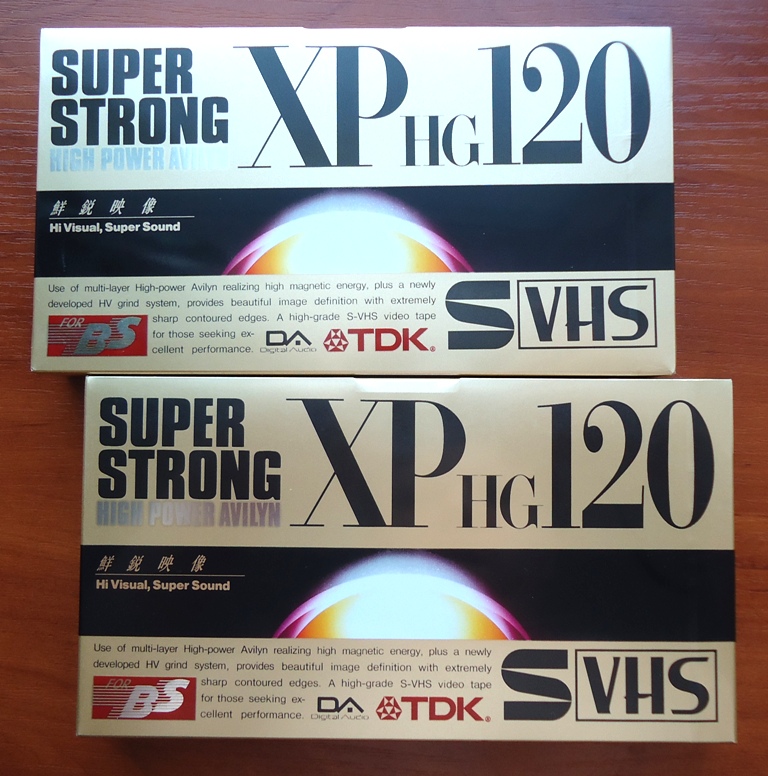 SUPER
STRONG
HIGH POWER AVILYN
XP HG 120
鮮鋭映像
Hi Visual, Super Sound
Use of multi-layer High-power Avilyn realizing high magnetic energy, plus a newly
developed HV grind system, provides beautiful image definition with extremely
sharp contoured edges. A high-grade S-VHS video tape
for those seeking ex-
cellent performance.
FOR
BS
DA
Digital Audio
TDK®
S VHS
SUPER
STRONG
HIGH POWER AVILYN
XP HG 120
鮮鋭映像
Hi Visual, Super Sound
Use of multi-layer High-power Avilyn realizing high magnetic energy, plus a newly
developed HV grind system, provides beautiful image definition with extremely
sharp contoured edges. A high-grade S-VHS video tape
for those seeking ex-
cellent performance.
FOR
BS
DA
Digital Audio
TDK®
S VHS